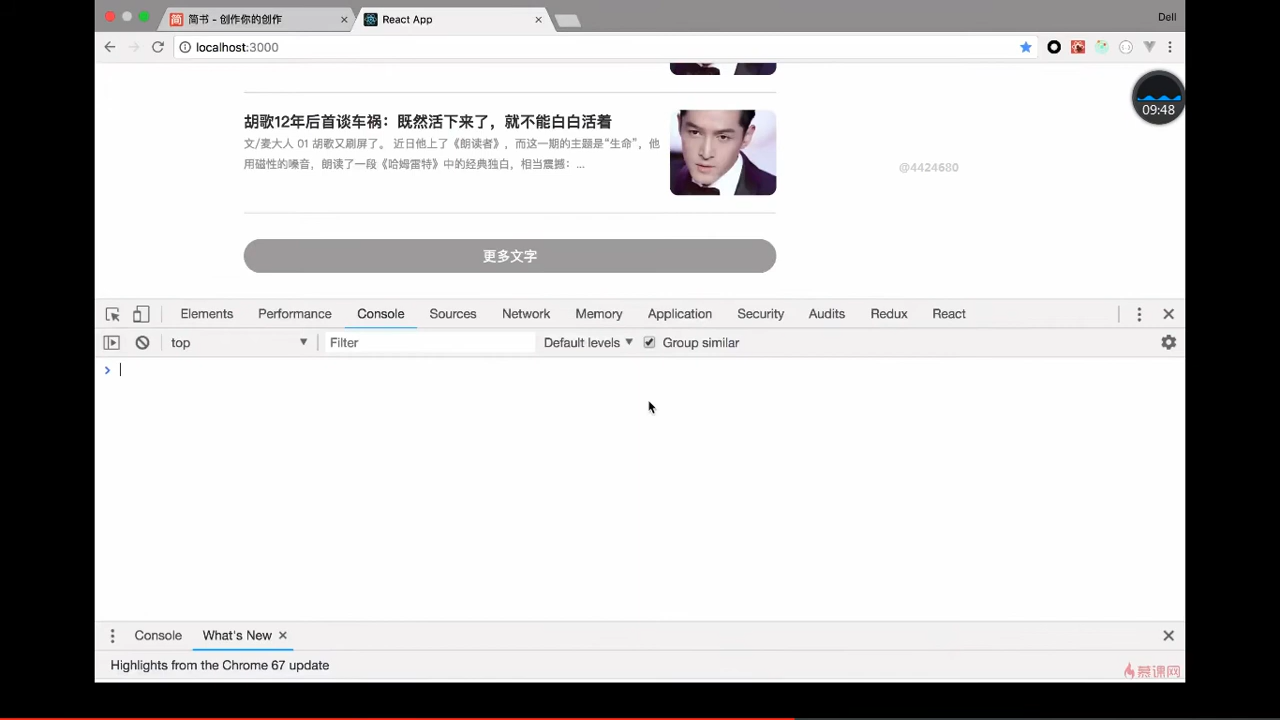 简书 - 创作你的创作
React App
Dell
localhost:3000
09:48
胡歌12年后首谈车祸：既然活下来了，就不能白白活着
文/麦大人 01 胡歌又刷屏了。 近日他上了《朗读者》，而这一期的主题是“生命”，他
用磁性的嗓音，朗读了一段《哈姆雷特》中的经典独白，相当震撼：...
@4424680
更多文字
Elements Performance Console Sources Network Memory Application Security Audits Redux React
top Filter Default levels Group similar
Console What's New
Highlights from the Chrome 67 update
慕课网